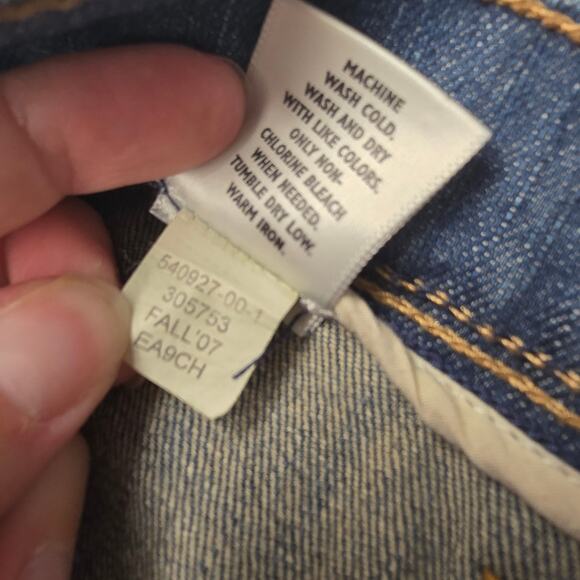 MACHINE
WASH COLD.
WASH AND DRY
WITH LIKE COLORS.
ONLY NON-
CHLORINE BLEACH
WHEN NEEDED.
TUMBLE DRY LOW.
WARM IRON.
540927-00-1
305753
FALL'07
EA9CH